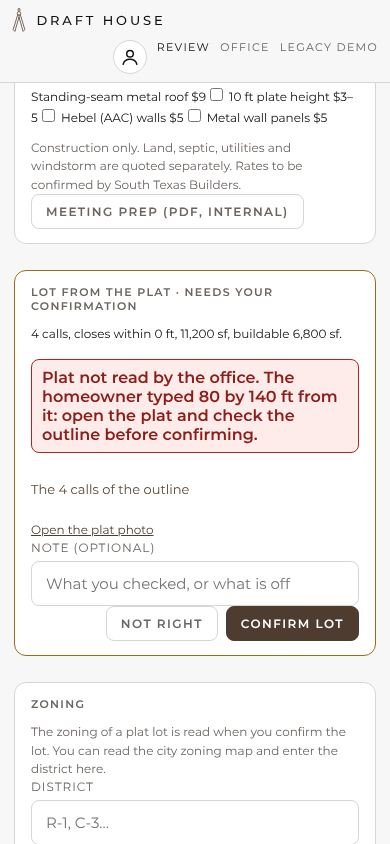 DRAFT HOUSE
REVIEW OFFICE LEGACY DEMO
Standing-seam metal roof $9 10 ft plate height $3–
5 Hebel (AAC) walls $5 Metal wall panels $5
Construction only. Land, septic, utilities and
windstorm are quoted separately. Rates to be
confirmed by South Texas Builders.
MEETING PREP (PDF, INTERNAL)
LOT FROM THE PLAT · NEEDS YOUR
CONFIRMATION
4 calls, closes within 0 ft, 11,200 sf, buildable 6,800 sf.
Plat not read by the office. The
homeowner typed 80 by 140 ft from
it: open the plat and check the
outline before confirming.
The 4 calls of the outline
Open the plat photo
NOTE (OPTIONAL)
What you checked, or what is off
NOT RIGHT CONFIRM LOT
ZONING
The zoning of a plat lot is read when you confirm the
lot. You can read the city zoning map and enter the
district here.
DISTRICT
R-1, C-3...